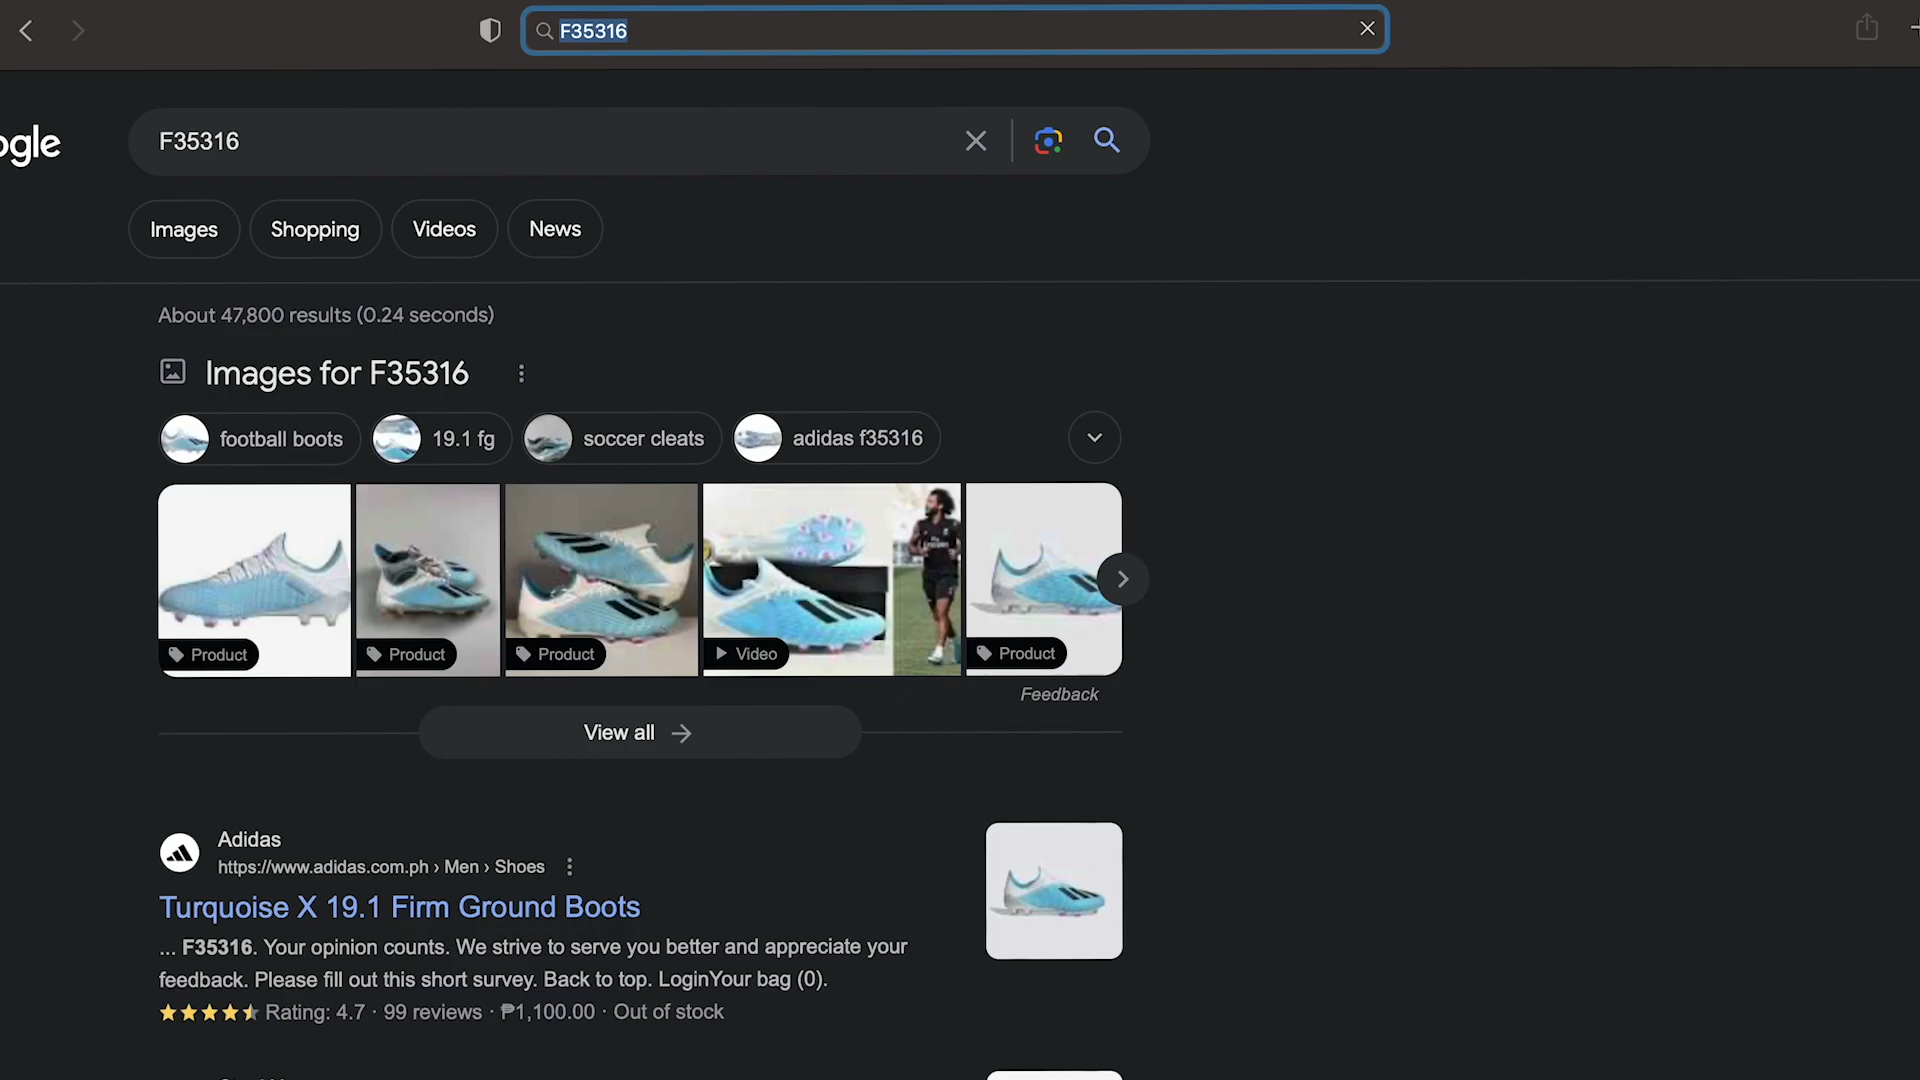 F35316
ogle
F35316
Images
Shopping
Videos
News
About 47,800 results (0.24 seconds)
Images for F35316
football boots
19.1 fg
soccer cleats
adidas f35316
Product
Product
Product
Video
Product
Feedback
View all
Adidas
https://www.adidas.com.ph › Men › Shoes
Turquoise X 19.1 Firm Ground Boots
... F35316. Your opinion counts. We strive to serve you better and appreciate your
feedback. Please fill out this short survey. Back to top. LoginYour bag (0).
Rating: 4.7 · 99 reviews · ₱1,100.00 · Out of stock